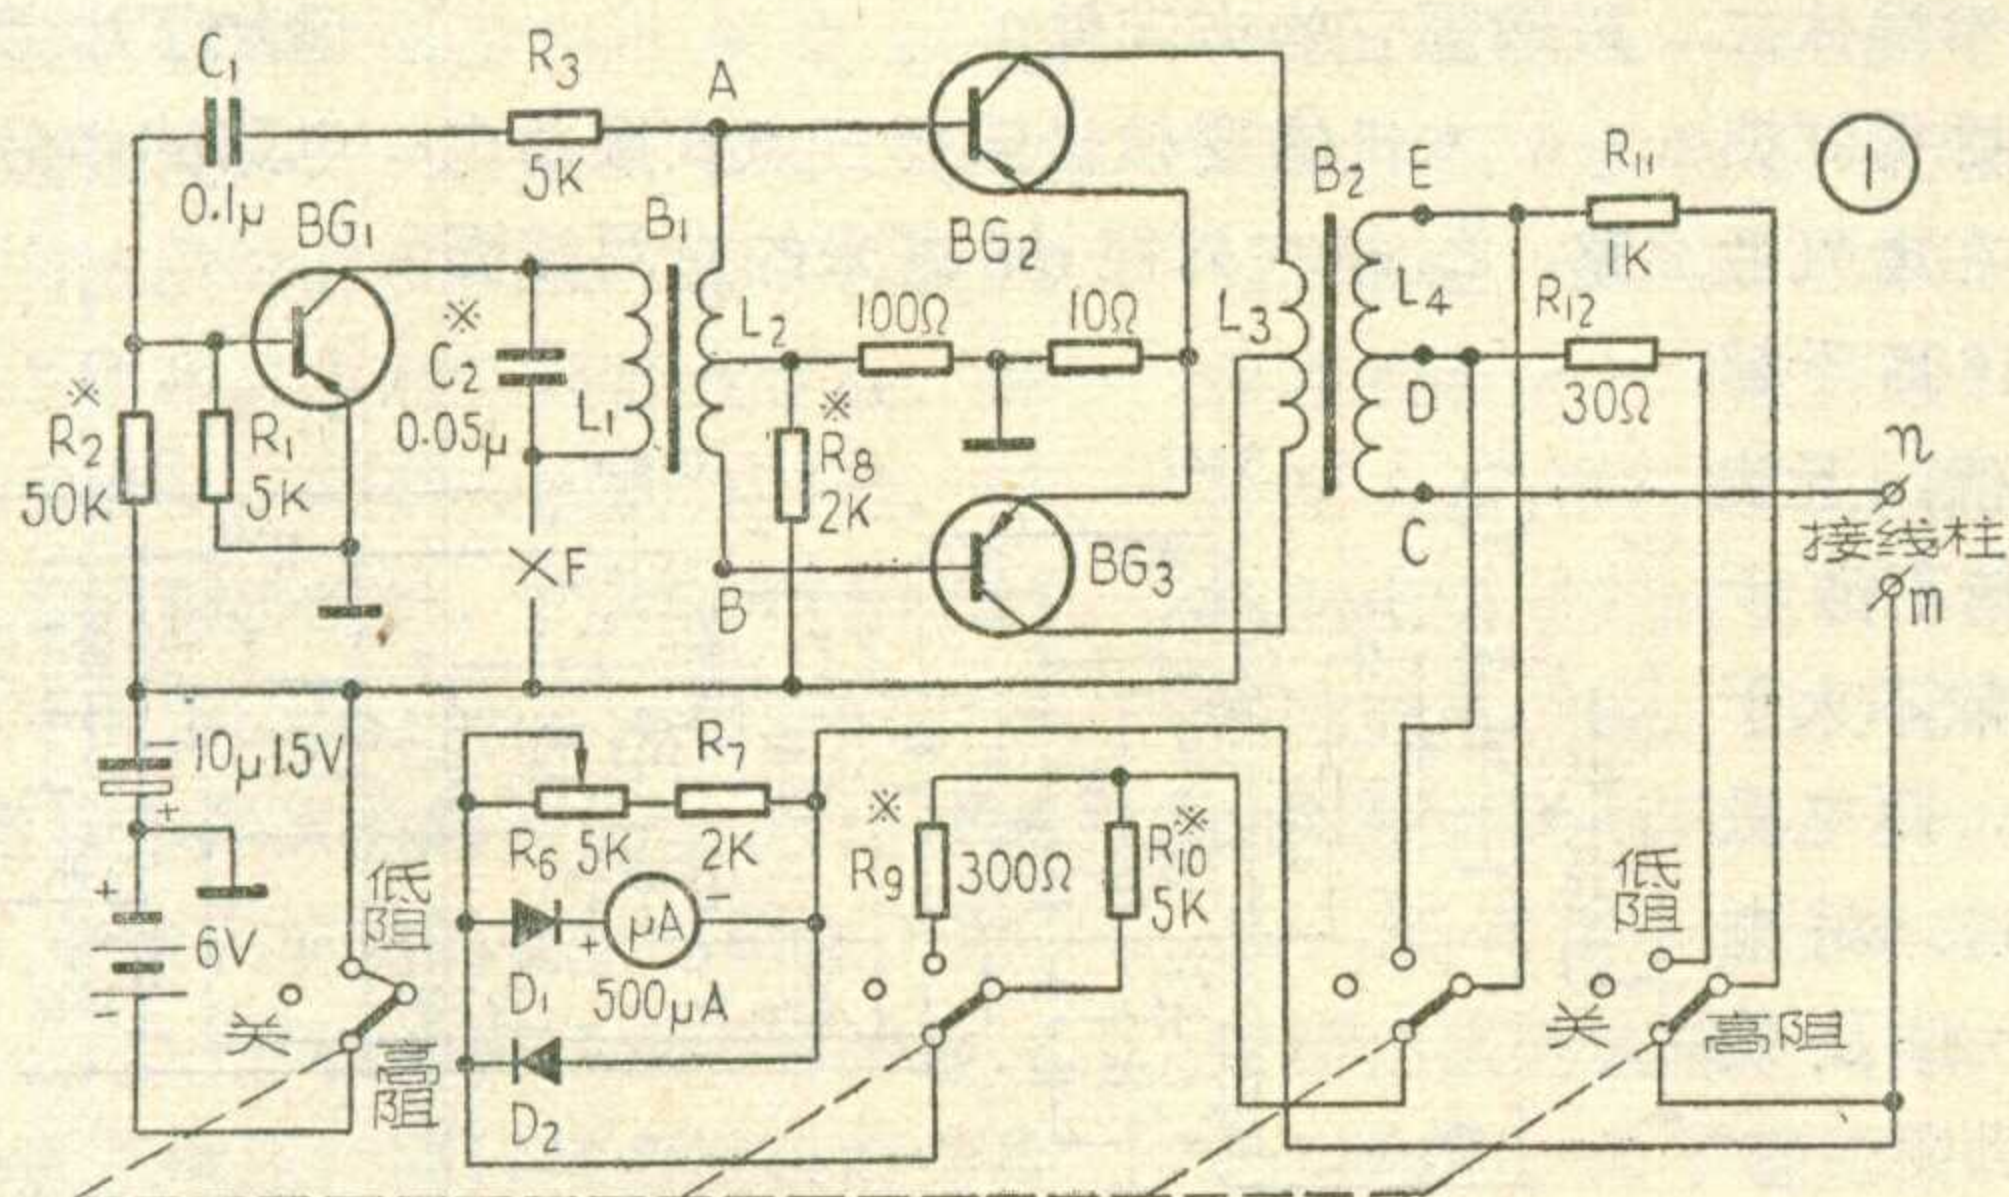 C₁
0.1μ
R₃
5K
A
BG₂
B₂
E
R₁₁
1K
①
BG₁
B₁
※
C₂
0.05μ
L₁
L₂
100Ω
10Ω
L₃
L₄
R₁₂
30Ω
D
※
R₂
50K
R₁
5K
※
R₈
2K
n
接线柱
m
C
×F
B
BG₃
10μ15V
−
+
R₆ 5K
R₇
2K
※
R₉
300Ω
R₁₀※
5K
低阻
+
6V
−
关
高阻
D₁
+
μA
−
500μA
D₂
低阻
关
高阻